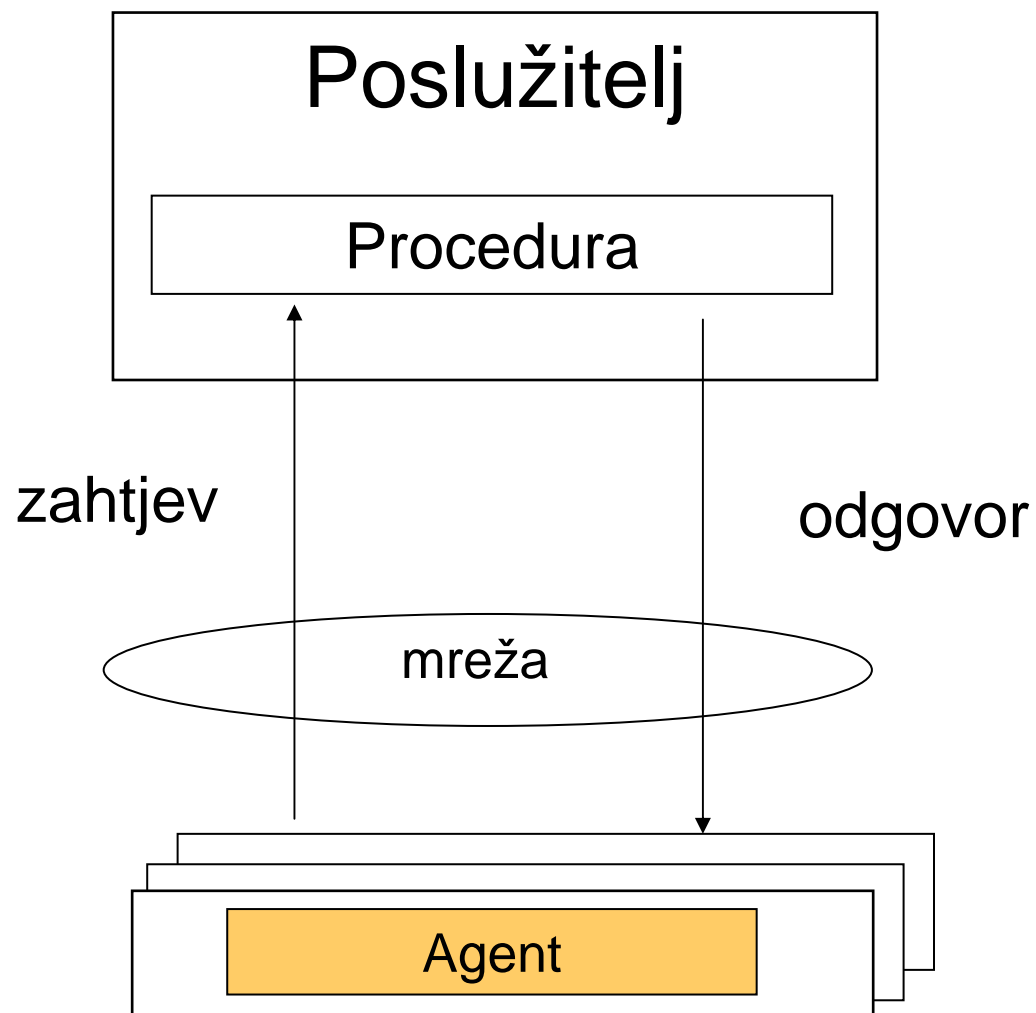 Poslužitelj
Procedura
zahtjev
odgovor
mreža
Agent